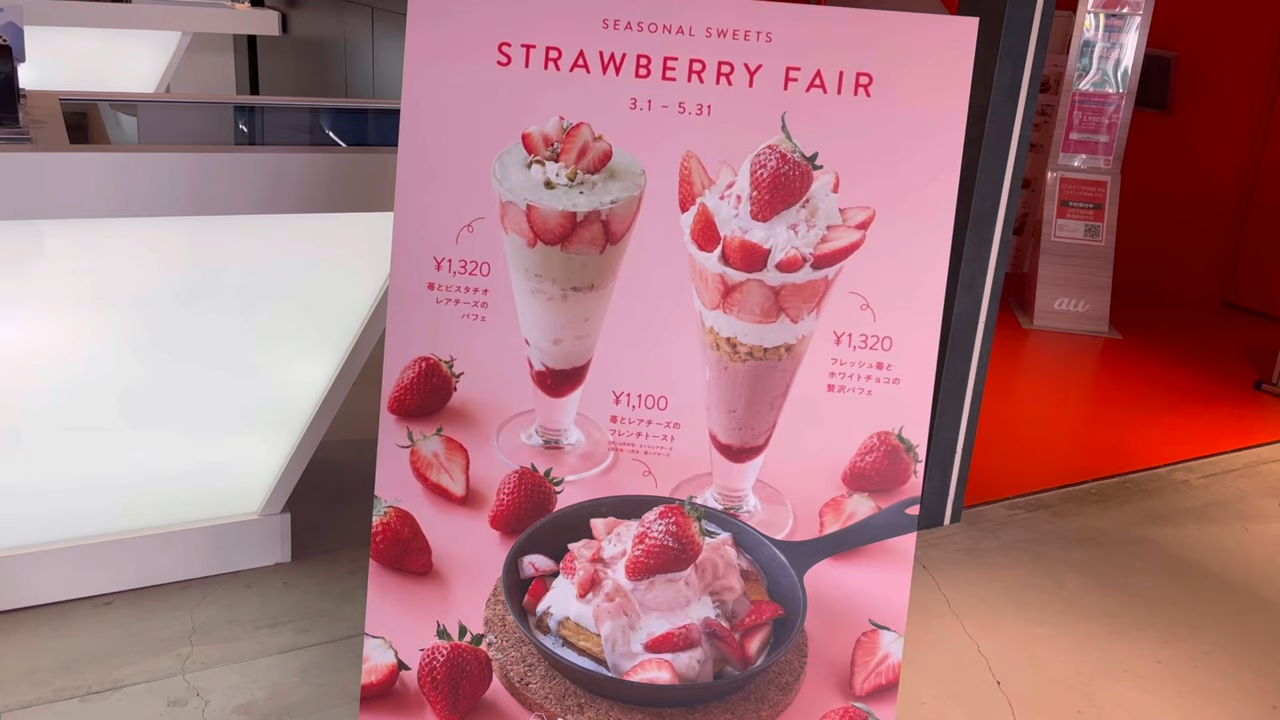 SEASONAL SWEETS
STRAWBERRY FAIR
3.1 – 5.31
¥1,320
苺とピスタチオ
レアチーズの
パフェ
¥1,320
フレッシュ苺と
ホワイトチョコの
贅沢パフェ
¥1,100
苺とレアチーズの
フレンチトースト
au